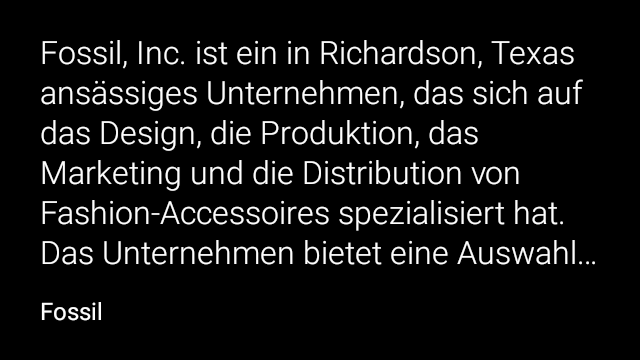 Fossil, Inc. ist ein in Richardson, Texas
ansässiges Unternehmen, das sich auf
das Design, die Produktion, das
Marketing und die Distribution von
Fashion-Accessoires spezialisiert hat.
Das Unternehmen bietet eine Auswahl...
Fossil